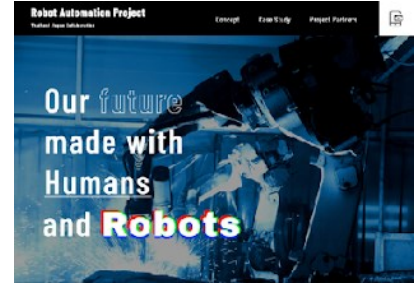 Robot Automation Project
Thailand Japan Collaboration
Concept
Case Study
Project Partners
Our future
made with
Humans
and Robots